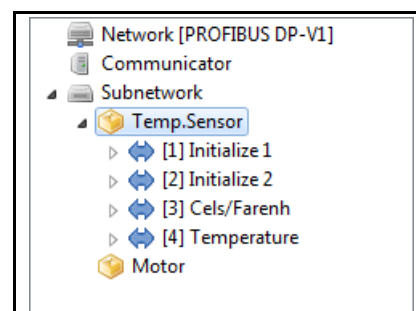 Network [PROFIBUS DP-V1]
Communicator
Subnetwork
Temp.Sensor
[1] Initialize 1
[2] Initialize 2
[3] Cels/Farenh
[4] Temperature
Motor